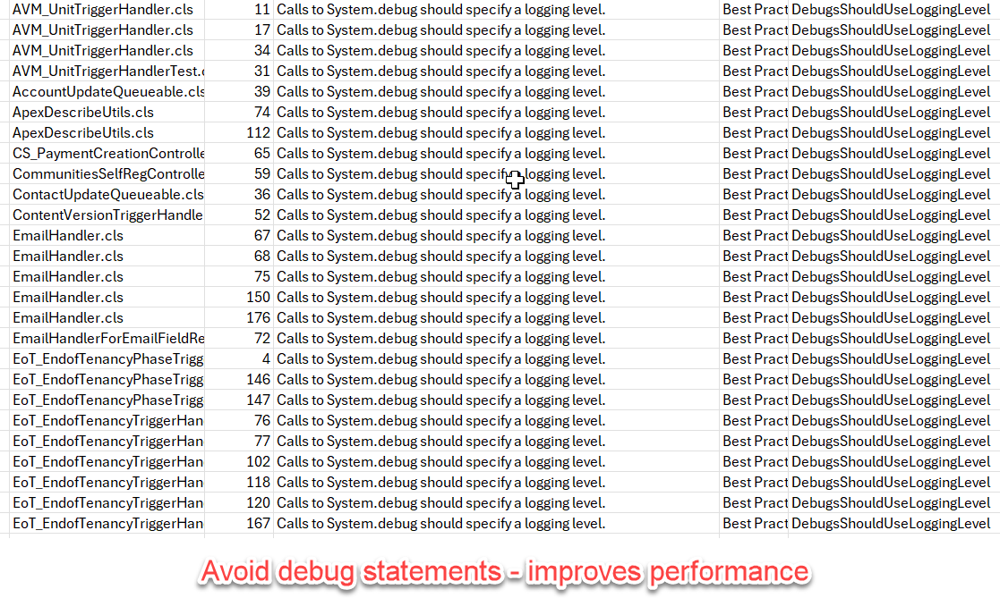 AVM_UnitTriggerHandler.cls 11 Calls to System.debug should specify a logging level. Best Pract DebugsShouldUseLoggingLevel
AVM_UnitTriggerHandler.cls 17 Calls to System.debug should specify a logging level. Best Pract DebugsShouldUseLoggingLevel
AVM_UnitTriggerHandler.cls 34 Calls to System.debug should specify a logging level. Best Pract DebugsShouldUseLoggingLevel
AVM_UnitTriggerHandlerTest.c 31 Calls to System.debug should specify a logging level. Best Pract DebugsShouldUseLoggingLevel
AccountUpdateQueueable.cls 39 Calls to System.debug should specify a logging level. Best Pract DebugsShouldUseLoggingLevel
ApexDescribeUtils.cls 74 Calls to System.debug should specify a logging level. Best Pract DebugsShouldUseLoggingLevel
ApexDescribeUtils.cls 112 Calls to System.debug should specify a logging level. Best Pract DebugsShouldUseLoggingLevel
CS_PaymentCreationControlle 65 Calls to System.debug should specify a logging level. Best Pract DebugsShouldUseLoggingLevel
CommunitiesSelfRegControlle 59 Calls to System.debug should specify a logging level. Best Pract DebugsShouldUseLoggingLevel
ContactUpdateQueueable.cls 36 Calls to System.debug should specify a logging level. Best Pract DebugsShouldUseLoggingLevel
ContentVersionTriggerHandle 52 Calls to System.debug should specify a logging level. Best Pract DebugsShouldUseLoggingLevel
EmailHandler.cls 67 Calls to System.debug should specify a logging level. Best Pract DebugsShouldUseLoggingLevel
EmailHandler.cls 68 Calls to System.debug should specify a logging level. Best Pract DebugsShouldUseLoggingLevel
EmailHandler.cls 75 Calls to System.debug should specify a logging level. Best Pract DebugsShouldUseLoggingLevel
EmailHandler.cls 150 Calls to System.debug should specify a logging level. Best Pract DebugsShouldUseLoggingLevel
EmailHandler.cls 176 Calls to System.debug should specify a logging level. Best Pract DebugsShouldUseLoggingLevel
EmailHandlerForEmailFieldRe 72 Calls to System.debug should specify a logging level. Best Pract DebugsShouldUseLoggingLevel
EoT_EndofTenancyPhaseTrigg 4 Calls to System.debug should specify a logging level. Best Pract DebugsShouldUseLoggingLevel
EoT_EndofTenancyPhaseTrigg 146 Calls to System.debug should specify a logging level. Best Pract DebugsShouldUseLoggingLevel
EoT_EndofTenancyPhaseTrigg 147 Calls to System.debug should specify a logging level. Best Pract DebugsShouldUseLoggingLevel
EoT_EndofTenancyTriggerHan 76 Calls to System.debug should specify a logging level. Best Pract DebugsShouldUseLoggingLevel
EoT_EndofTenancyTriggerHan 77 Calls to System.debug should specify a logging level. Best Pract DebugsShouldUseLoggingLevel
EoT_EndofTenancyTriggerHan 102 Calls to System.debug should specify a logging level. Best Pract DebugsShouldUseLoggingLevel
EoT_EndofTenancyTriggerHan 118 Calls to System.debug should specify a logging level. Best Pract DebugsShouldUseLoggingLevel
EoT_EndofTenancyTriggerHan 120 Calls to System.debug should specify a logging level. Best Pract DebugsShouldUseLoggingLevel
EoT_EndofTenancyTriggerHan 167 Calls to System.debug should specify a logging level. Best Pract DebugsShouldUseLoggingLevel
Avoid debug statements - improves performance